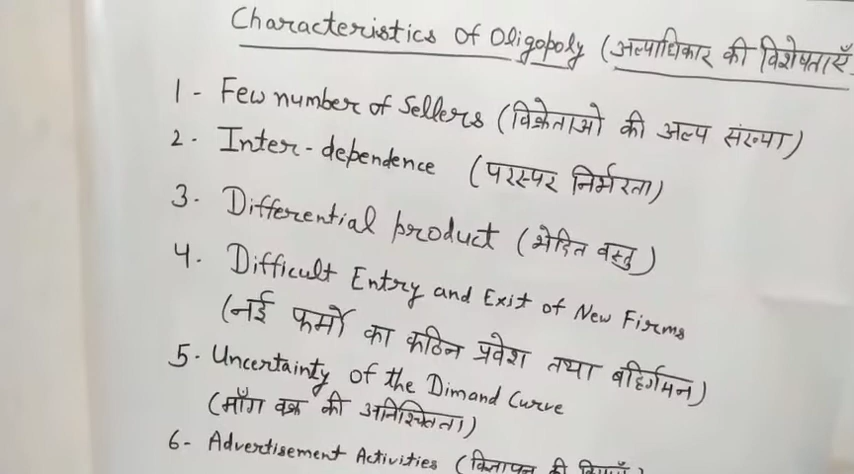 Characteristics of Oligopoly (अल्पाधिकार की विशेषताएँ
1 - Few number of Sellers (विक्रेताओ की अल्प संख्या)
2. Inter-dependence (परस्पर निर्भरता)
3. Differential product (भेदित वस्तु)
4. Difficult Entry and Exit of New Firms
(नई फर्मों का कठिन प्रवेश तथा बहिर्गमन)
5. Uncertainty of the Dimand Curve
(माँग वक्र की अनिश्चितता)
6- Advertisement Activities (विज्ञापन की